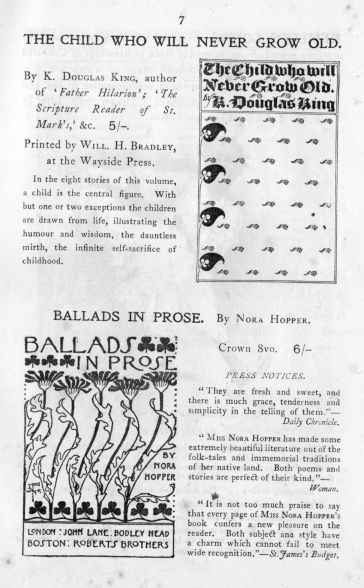 7
THE CHILD WHO WILL NEVER GROW OLD.
By K. DOUGLAS KING, author
of 'Father Hilarion'; 'The
Scripture Reader of St.
Mark's,' &c. 5/–.
Printed by WILL. H. BRADLEY,
at the Wayside Press.
In the eight stories of this volume,
a child is the central figure. With
but one or two exceptions the children
are drawn from life, illustrating the
humour and wisdom, the dauntless
mirth, the infinite self-sacrifice of
childhood.
The Child who will
Never Grow Old.
by K. Douglas King
BALLADS IN PROSE. By NORA HOPPER.
BALLADS
IN PROSE
BY
NORA
HOPPER
LONDON : JOHN LANE. BODLEY HEAD
BOSTON : ROBERTS BROTHERS
Crown 8vo. 6/–
PRESS NOTICES.
"They are fresh and sweet, and
there is much grace, tenderness and
simplicity in the telling of them."—
Daily Chronicle.
"MISS NORA HOPPER has made some
extremely beautiful literature out of the
folk-tales and immemorial traditions
of her native land. Both poems and
stories are perfect of their kind."—
Woman.
"It is not too much praise to say
that every page of MISS NORA HOPPER'S
book confers a new pleasure on the
reader. Both subject and style have
a charm which cannot fail to meet
wide recognition."—St. James's Budget.